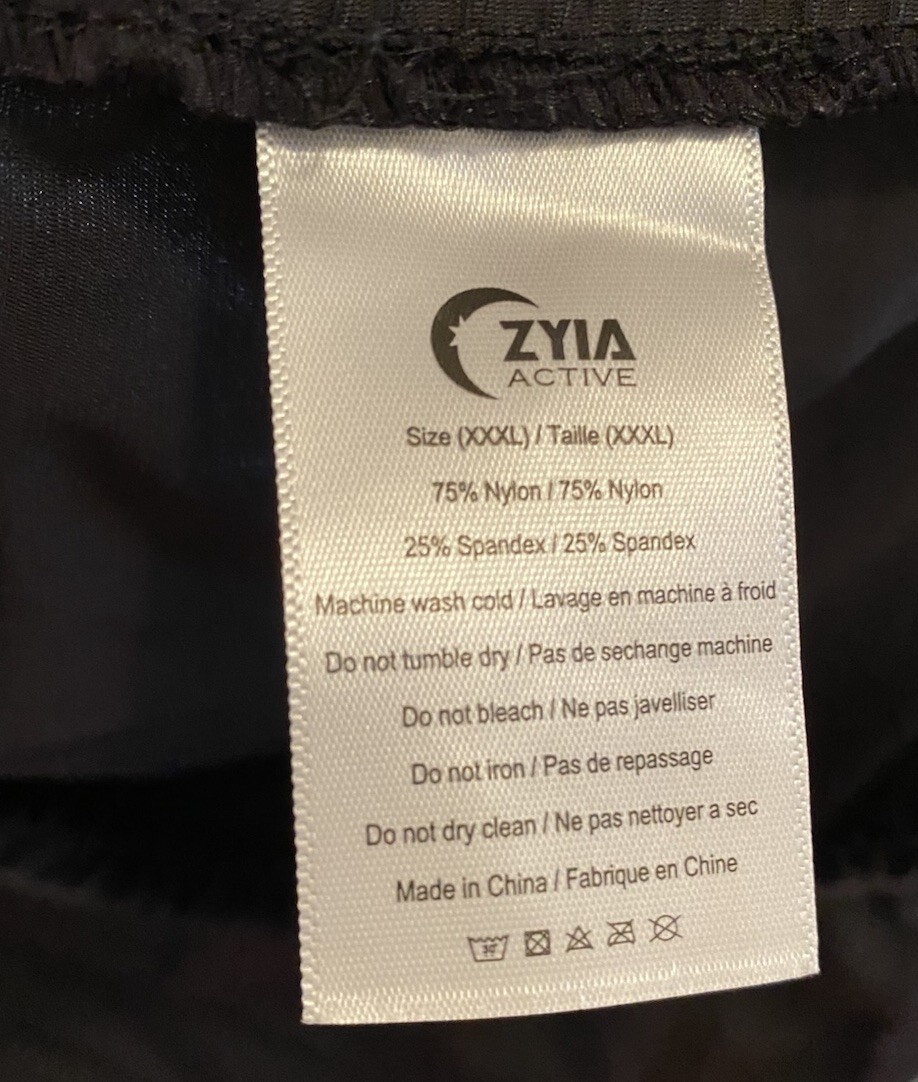 ZYIA
ACTIVE
Size (XXXL) / Taille (XXXL)
75% Nylon / 75% Nylon
25% Spandex / 25% Spandex
Machine wash cold / Lavage en machine à froid
Do not tumble dry / Pas de sechange machine
Do not bleach / Ne pas javelliser
Do not iron / Pas de repassage
Do not dry clean / Ne pas nettoyer a sec
Made in China / Fabrique en Chine
30°